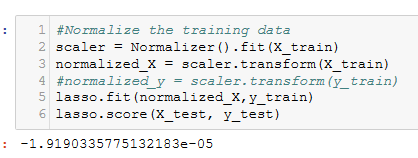 : 1 #Normalize the training data
2 scaler = Normalizer().fit(X_train)
3 normalized_X = scaler.transform(X_train)
4 #normalized_y = scaler.transform(y_train)
5 lasso.fit(normalized_X,y_train)
6 lasso.score(X_test, y_test)
: -1.9190335775132183e-05